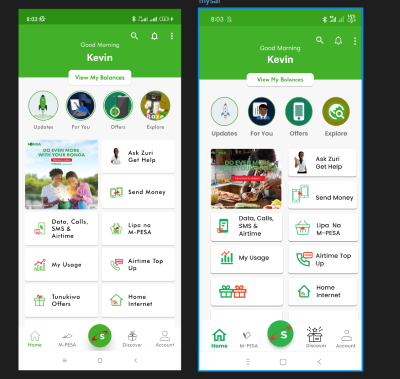 mysaf
8:03
Good Morning
Kevin
View My Balances
Updates
For You
Offers
Explore
DO EVEN MORE
WITH YOUR BONGA
Ask Zuri
Get Help
Send Money
Data, Calls,
SMS &
Airtime
Lipa na
M-PESA
My Usage
Airtime Top
Up
Tunukiwa
Offers
Home
Internet
Home
M-PESA
S
Discover
Account
8:03
Good Morning
Kevin
View My Balances
Updates
For You
Offers
Explore
DO EVEN MORE
WITH YOUR BONGA
Ask Zuri
Get Help
Send Money
Data, Calls,
SMS &
Airtime
Lipa Na
M-PESA
My Usage
Airtime Top
Up
Home
Internet
Home
M-PESA
S
Discover
Account